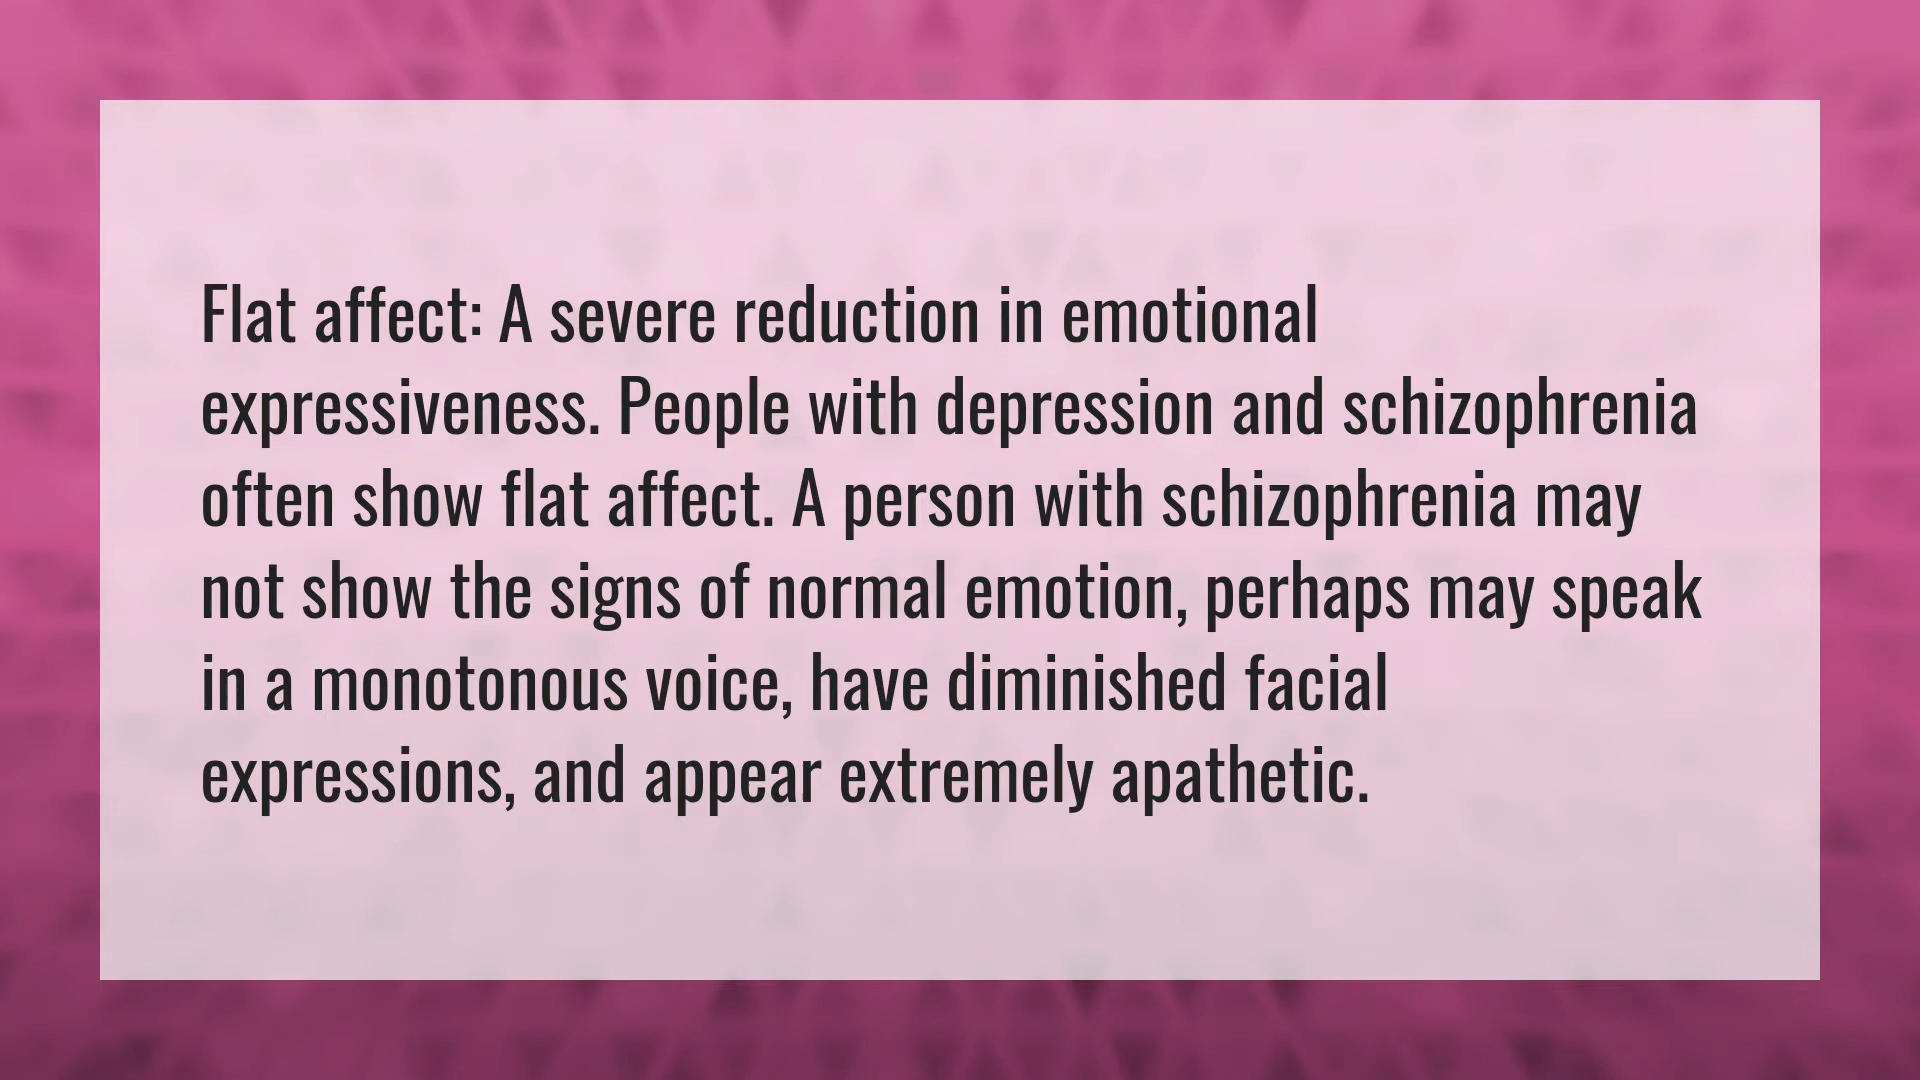 Flat affect: A severe reduction in emotional
expressiveness. People with depression and schizophrenia
often show flat affect. A person with schizophrenia may
not show the signs of normal emotion, perhaps may speak
in a monotonous voice, have diminished facial
expressions, and appear extremely apathetic.